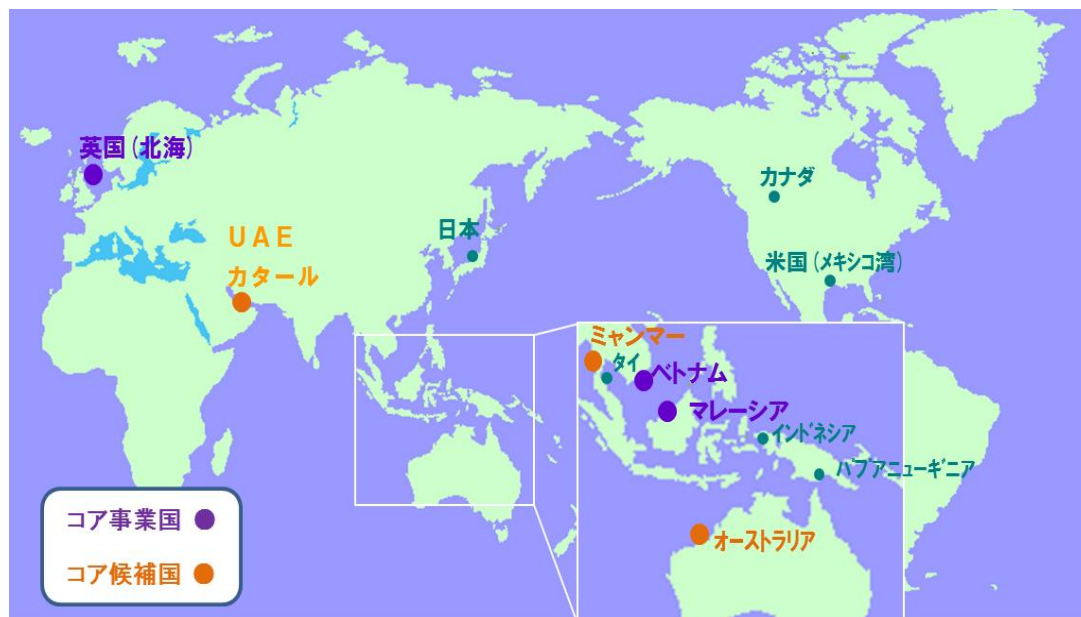 英国(北海)
UAE
カタール
日本
カナダ
米国(メキシコ湾)
ミャンマー
タイ
ベトナム
マレーシア
インドネシア
パプアニューギニア
オーストラリア
コア事業国
コア候補国